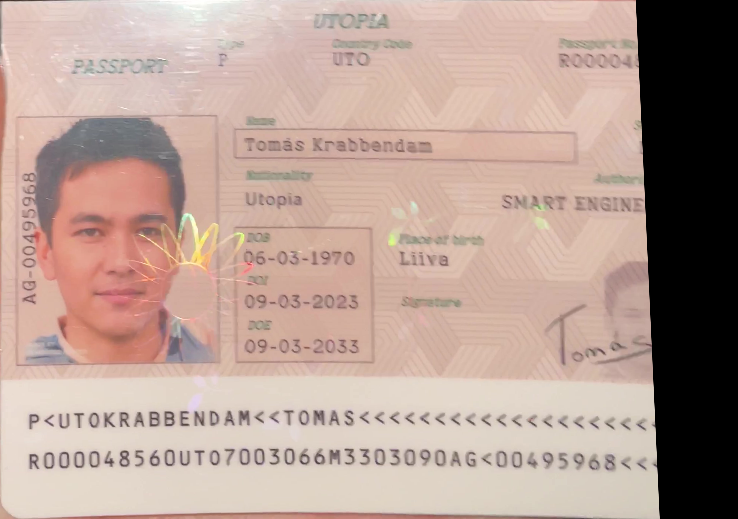 UTOPIA
PASSPORT
Type
P
Country Code
UTO
Passport No
R000048
Name
Tomás Krabbendam
Nationality
Utopia
SMART ENGINE
DOB
06-03-1970
Place of birth
Liiva
DOI
09-03-2023
Signature
DOE
09-03-2033
Tomás
AG-00495968
P<UTOKRABBENDAM<<TOMAS<<<<<<<<<<<<<<<<<<<<<
R000048560UTO7003066M3303090AG<00495968<<<